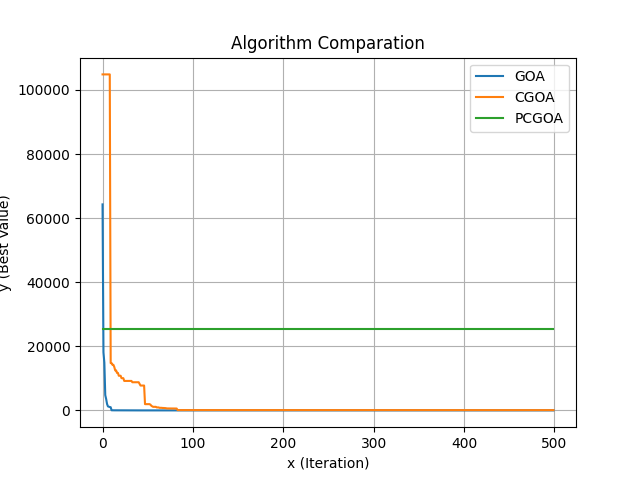 Algorithm Comparation
GOA
CGOA
PCGOA
100000
80000
60000
40000
20000
0
y (Best Value)
0 100 200 300 400 500
x (Iteration)